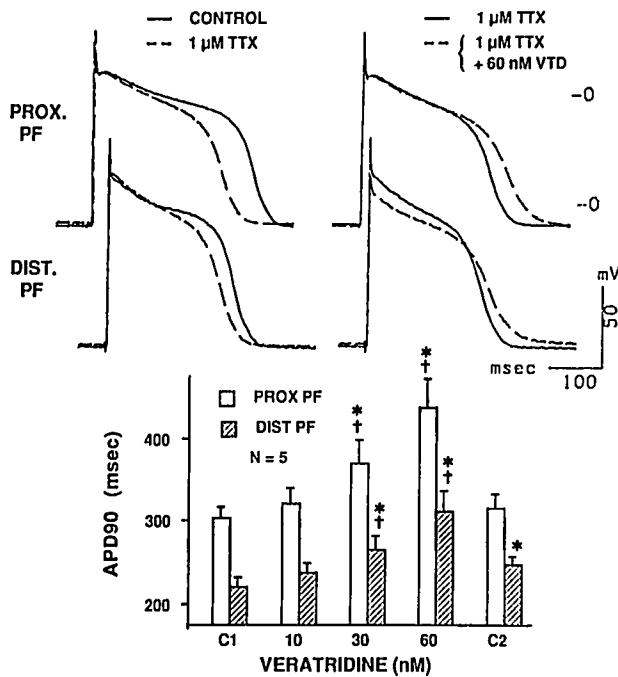 CONTROL
1 µM TTX
1 µM TTX
1 µM TTX
+ 60 nM VTD
PROX.
PF
-0
--0
DIST.
PF
mV
50
msec
100
PROX PF
DIST PF
N = 5
APD90 (msec)
400
300
200
* †
* †
* †
* †
*
C1 10 30 60 C2
VERATRIDINE (nM)